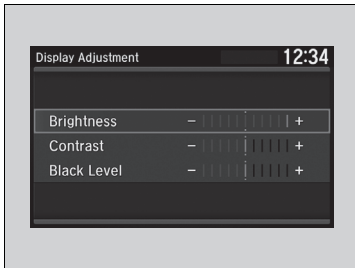 Display Adjustment 12:34
Brightness - +
Contrast - +
Black Level - +